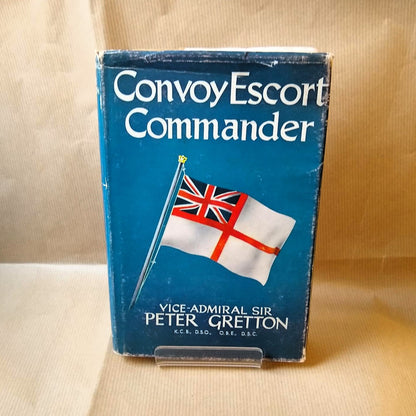 Convoy Escort
Commander
VICE-ADMIRAL SIR
PETER GRETTON
K.C.B., D.S.O., O.B.E., D.S.C.